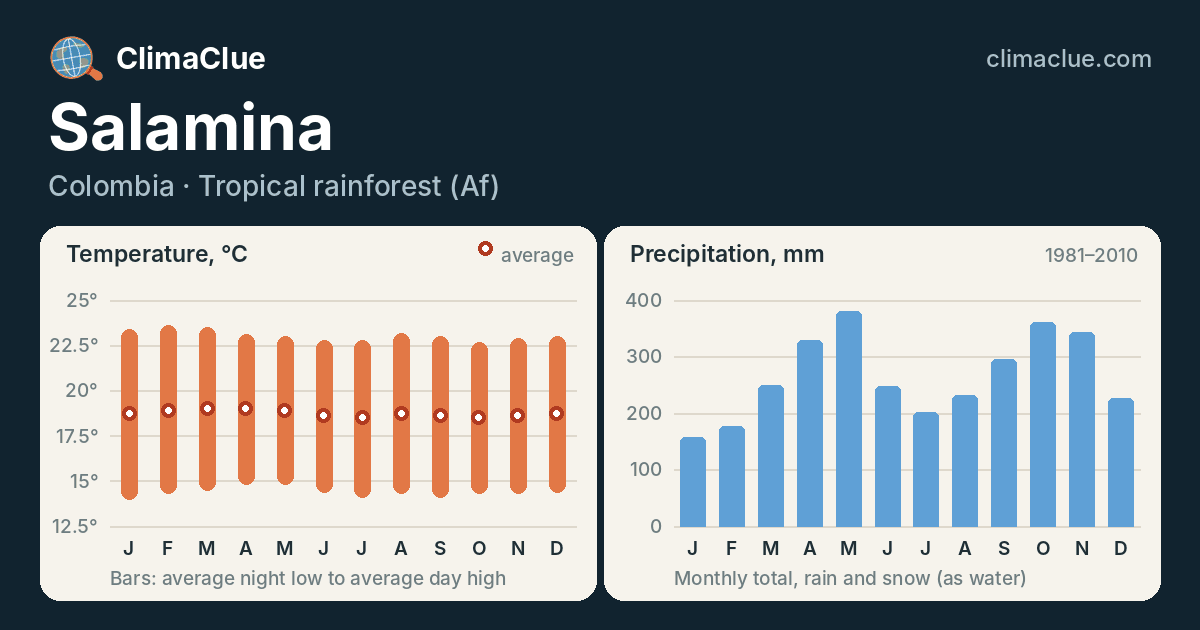 ClimaClue
climaclue.com
Salamina
Colombia · Tropical rainforest (Af)
Temperature, °C
average
25°
22.5°
20°
17.5°
15°
12.5°
J F M A M J J A S O N D
Bars: average night low to average day high
Precipitation, mm
1981–2010
400
300
200
100
0
J F M A M J J A S O N D
Monthly total, rain and snow (as water)